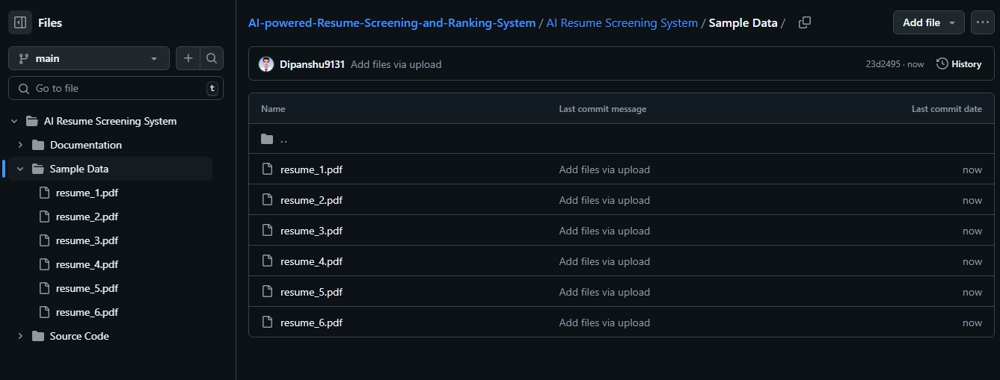 Files
main
Go to file
t
AI Resume Screening System
Documentation
Sample Data
resume_1.pdf
resume_2.pdf
resume_3.pdf
resume_4.pdf
resume_5.pdf
resume_6.pdf
Source Code
AI-powered-Resume-Screening-and-Ranking-System / AI Resume Screening System / Sample Data /
Add file
Dipanshu9131 Add files via upload
23d2495 · now
History
Name Last commit message Last commit date
..
resume_1.pdf Add files via upload now
resume_2.pdf Add files via upload now
resume_3.pdf Add files via upload now
resume_4.pdf Add files via upload now
resume_5.pdf Add files via upload now
resume_6.pdf Add files via upload now